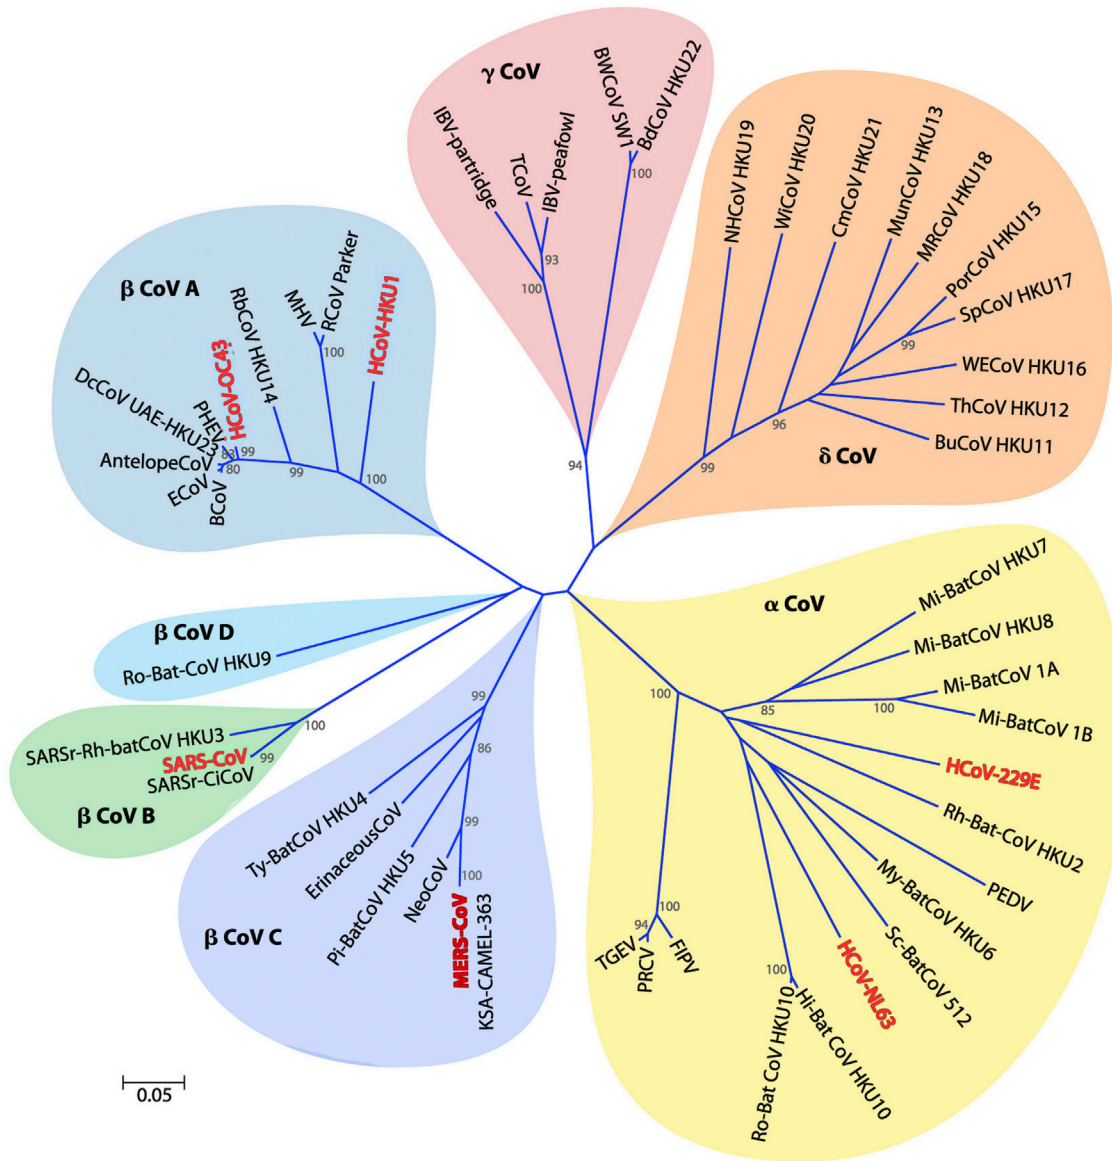 γ CoV
IBV-partridge
TCoV
IBV-peafowl
BWCoV SW1
BdCoV HKU22
100
93
100
94
NHCoV HKU19
WiCoV HKU20
CmCoV HKU21
MunCoV HKU13
MRCoV HKU18
PorCoV HKU15
SpCoV HKU17
99
WECoV HKU16
ThCoV HKU12
BuCoV HKU11
96
99
δ CoV
β CoV A
DcCoV UAE-HKU23
PHEV
HCoV-OC43
RbCoV HKU14
MHV
RCoV Parker
HCoV-HKU1
100
AntelopeCoV
ECoV
BCoV
83
99
80
99
100
β CoV D
Ro-Bat-CoV HKU9
SARSr-Rh-batCoV HKU3
SARS-CoV
SARSr-CiCoV
100
99
β CoV B
99
86
99
100
Ty-BatCoV HKU4
ErinaceousCoV
Pi-BatCoV HKU5
NeoCoV
MERS-CoV
KSA-CAMEL-363
β CoV C
α CoV
Mi-BatCoV HKU7
Mi-BatCoV HKU8
Mi-BatCoV 1A
Mi-BatCoV 1B
100
85
100
HCoV-229E
Rh-Bat-CoV HKU2
PEDV
My-BatCoV HKU6
Sc-BatCoV 512
HCoV-NL63
100
94
TGEV
PRCV
FIPV
100
Ro-Bat CoV HKU10
Hi-Bat CoV HKU10
0.05